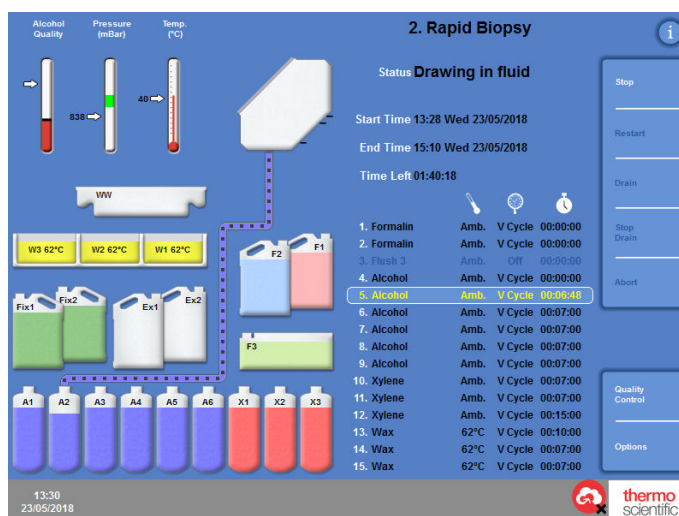 Alcohol Quality
Pressure (mBar)
Temp. (°C)
838
40
WW
W3 62°C
W2 62°C
W1 62°C
F2
F1
Fix1
Fix2
Ex1
Ex2
F3
A1
A2
A3
A4
A5
A6
X1
X2
X3
2. Rapid Biopsy
i
Status Drawing in fluid
Start Time 13:28 Wed 23/05/2018
End Time 15:10 Wed 23/05/2018
Time Left 01:40:18
1. Formalin Amb. V Cycle 00:00:00
2. Formalin Amb. V Cycle 00:00:00
3. Flush 3 Amb. Off 00:00:00
4. Alcohol Amb. V Cycle 00:00:00
5. Alcohol Amb. V Cycle 00:06:48
6. Alcohol Amb. V Cycle 00:07:00
7. Alcohol Amb. V Cycle 00:07:00
8. Alcohol Amb. V Cycle 00:07:00
9. Alcohol Amb. V Cycle 00:07:00
10. Xylene Amb. V Cycle 00:07:00
11. Xylene Amb. V Cycle 00:07:00
12. Xylene Amb. V Cycle 00:15:00
13. Wax 62°C V Cycle 00:10:00
14. Wax 62°C V Cycle 00:07:00
15. Wax 62°C V Cycle 00:07:00
Stop
Restart
Drain
Stop
Drain
Abort
Quality
Control
Options
13:30
23/05/2018
thermo
scientific